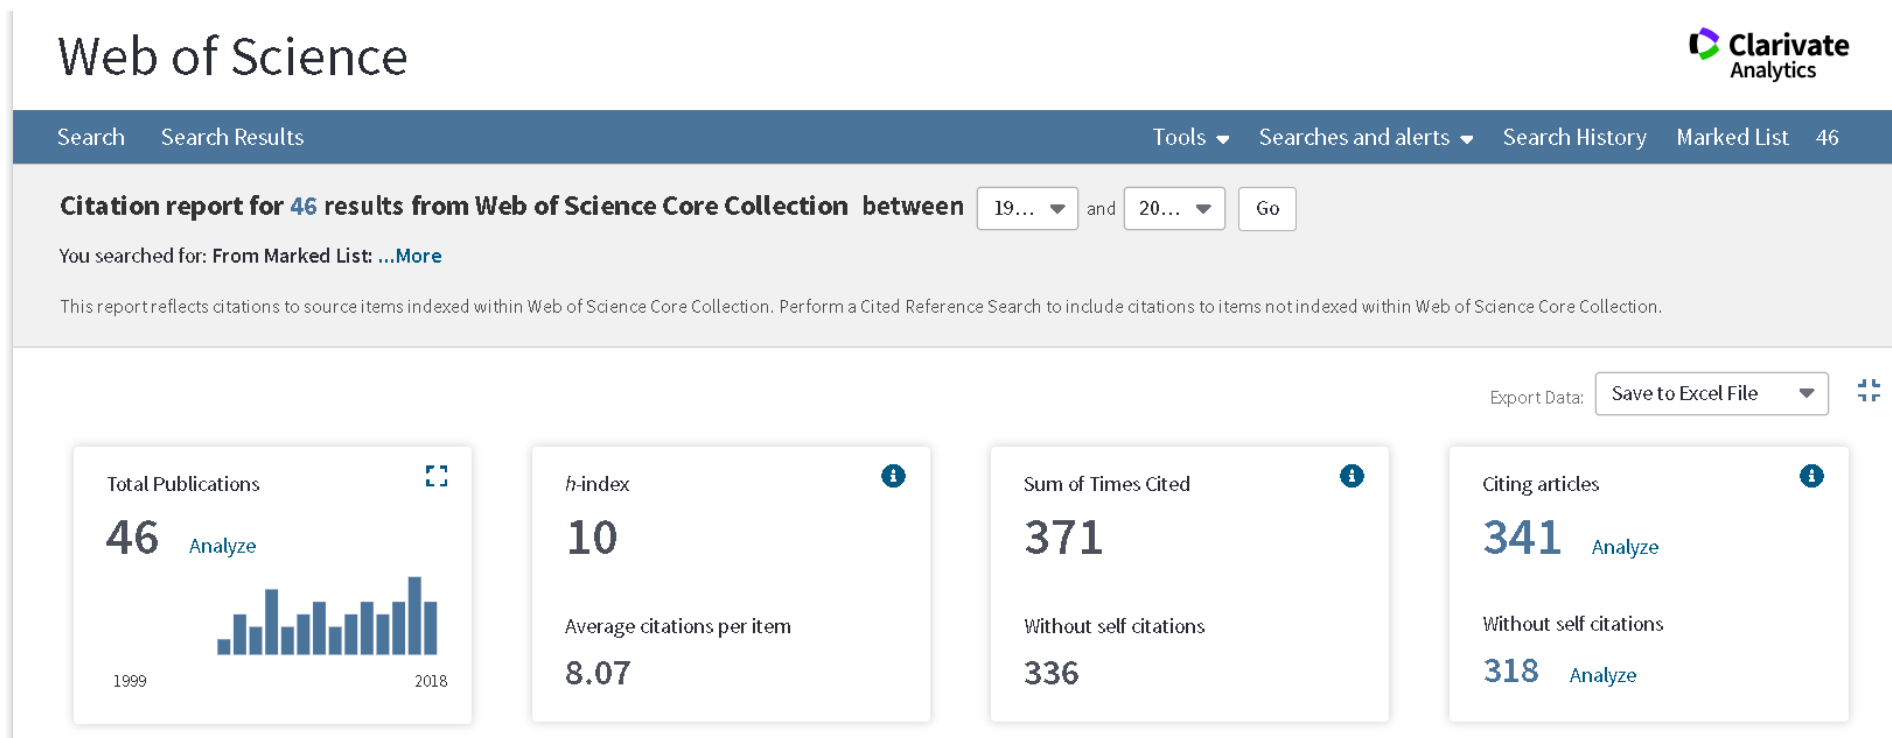 Web of Science
Clarivate
Analytics
Search Search Results Tools Searches and alerts Search History Marked List 46
Citation report for 46 results from Web of Science Core Collection between 19... and 20... Go
You searched for: From Marked List: ...More
This report reflects citations to source items indexed within Web of Science Core Collection. Perform a Cited Reference Search to include citations to items not indexed within Web of Science Core Collection.
Export Data: Save to Excel File
Total Publications
46 Analyze
1999 2018
h-index
10
Average citations per item
8.07
Sum of Times Cited
371
Without self citations
336
Citing articles
341 Analyze
Without self citations
318 Analyze